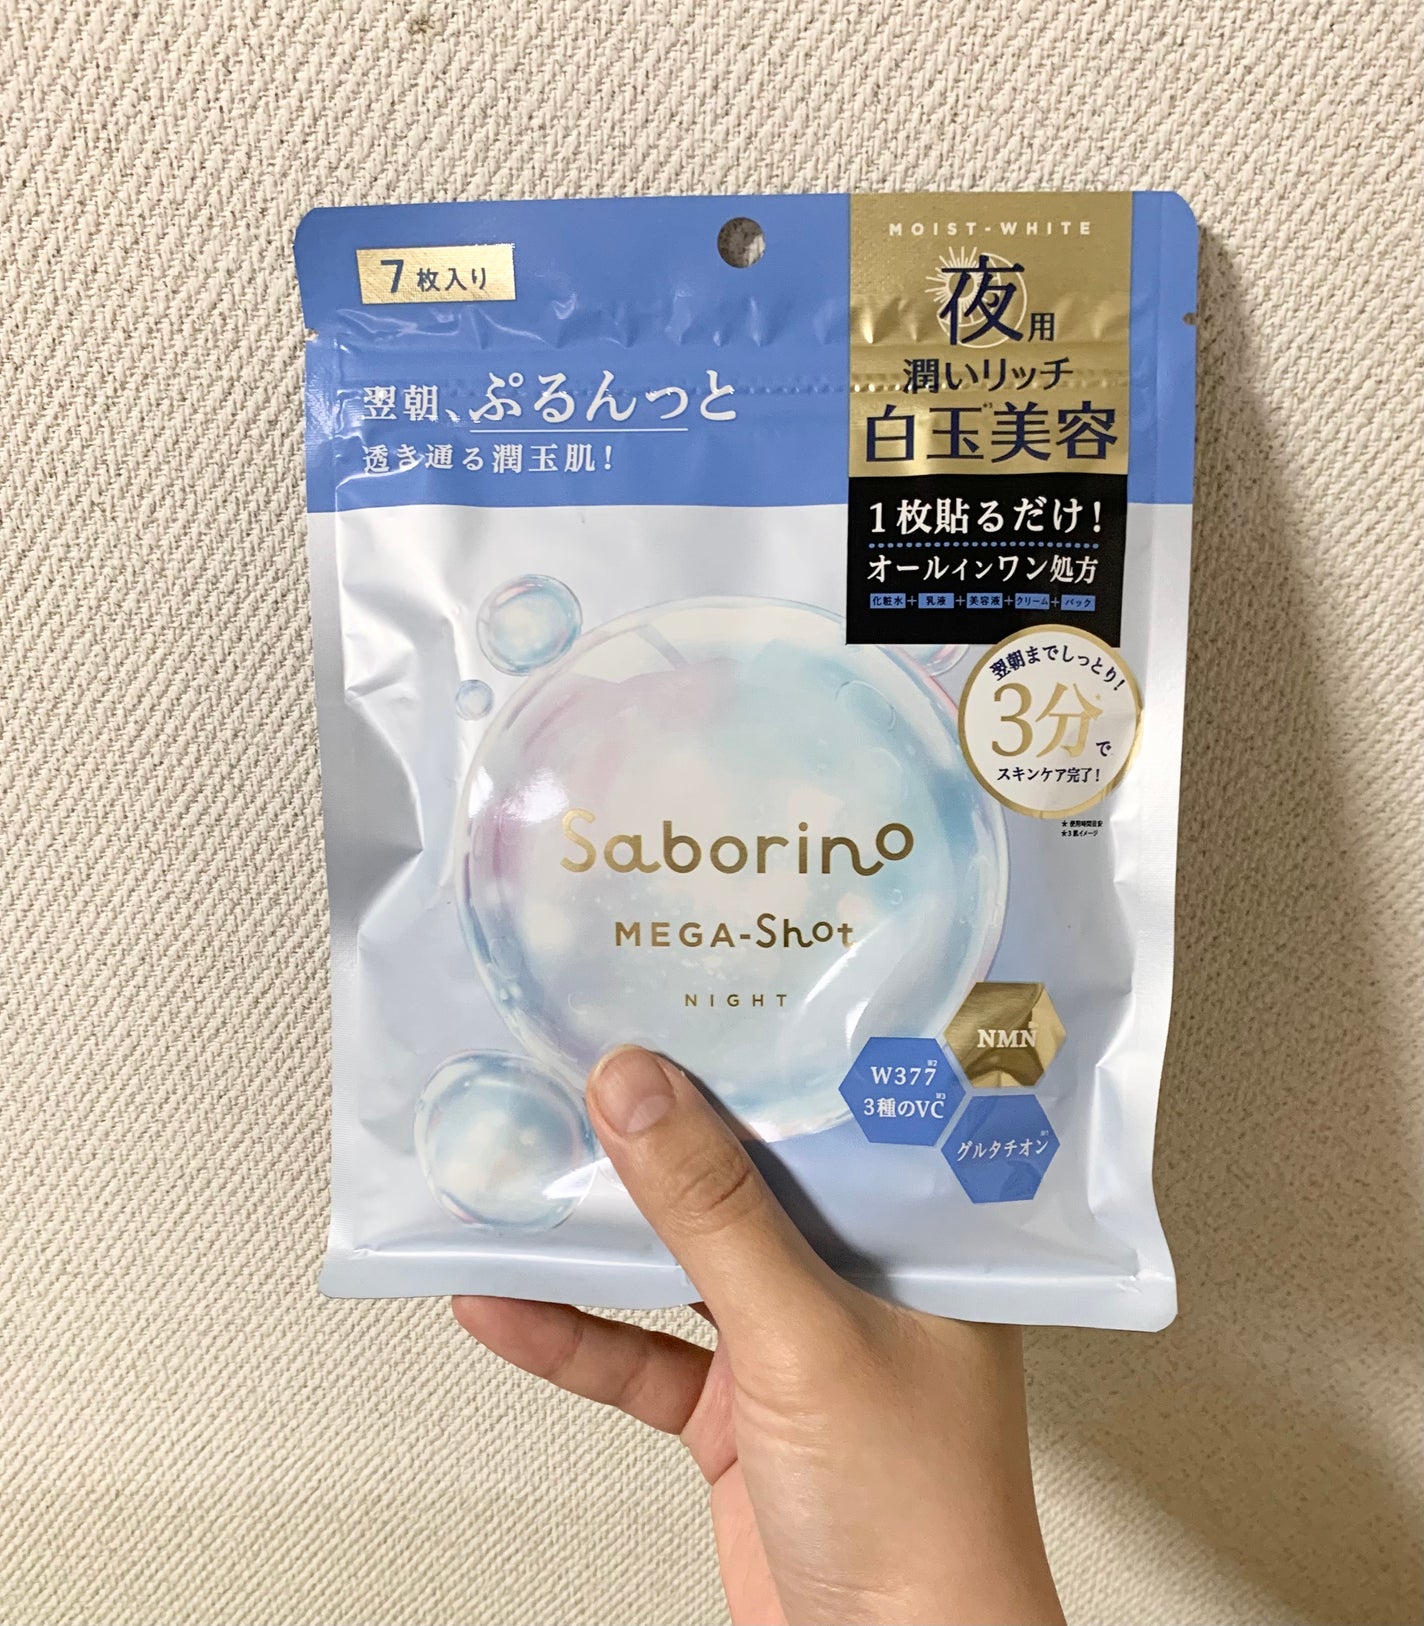 7枚入り
翌朝、ぷるんっと
透き通る潤玉肌！
MOIST-WHITE
夜用
潤いリッチ
白玉美容
1枚貼るだけ！
オールインワン処方
化粧水+乳液+美容液+クリーム+パック
翌朝までしっとり！
3分で
スキンケア完了！
Saborino
MEGA-Shot
NIGHT
NMN
W377
3種のVC
グルタチオン